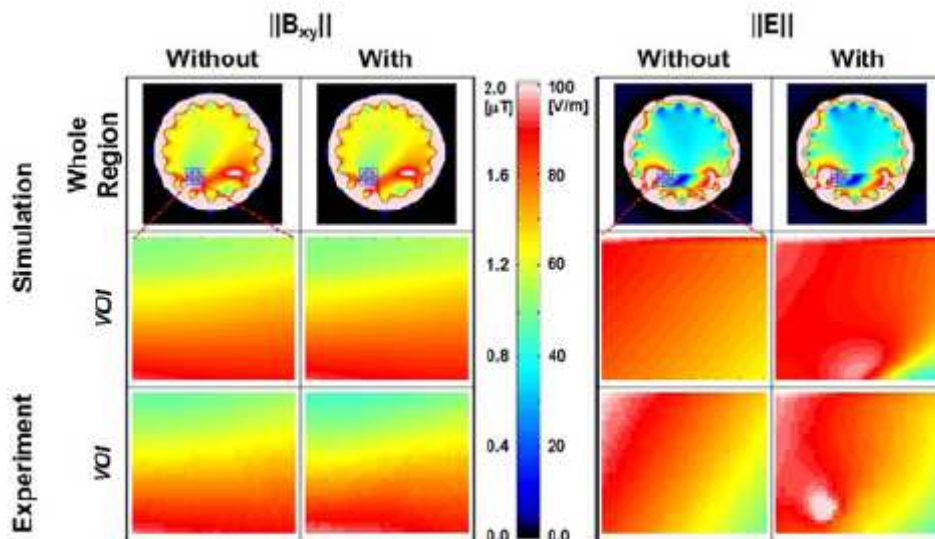 ||Bxy|| ||E||
Without With Without With
2.0 100
[μT] [V/m]
1.6 80
1.2 60
0.8 40
0.4 20
0.0 0.0
Simulation
Whole
Region
VOI
Experiment
VOI